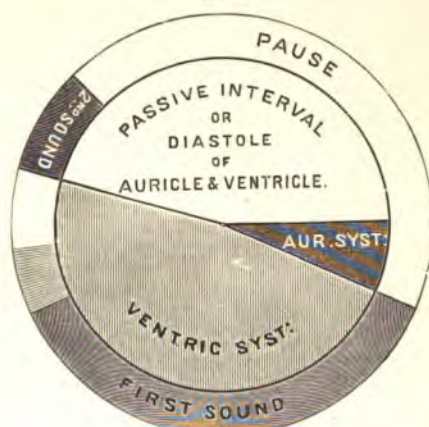 PAUSE
PASSIVE INTERVAL
OR
DIASTOLE
OF
AURICLE & VENTRICLE.
2ND SOUND
AUR. SYST:
VENTRIC SYST:
FIRST SOUND